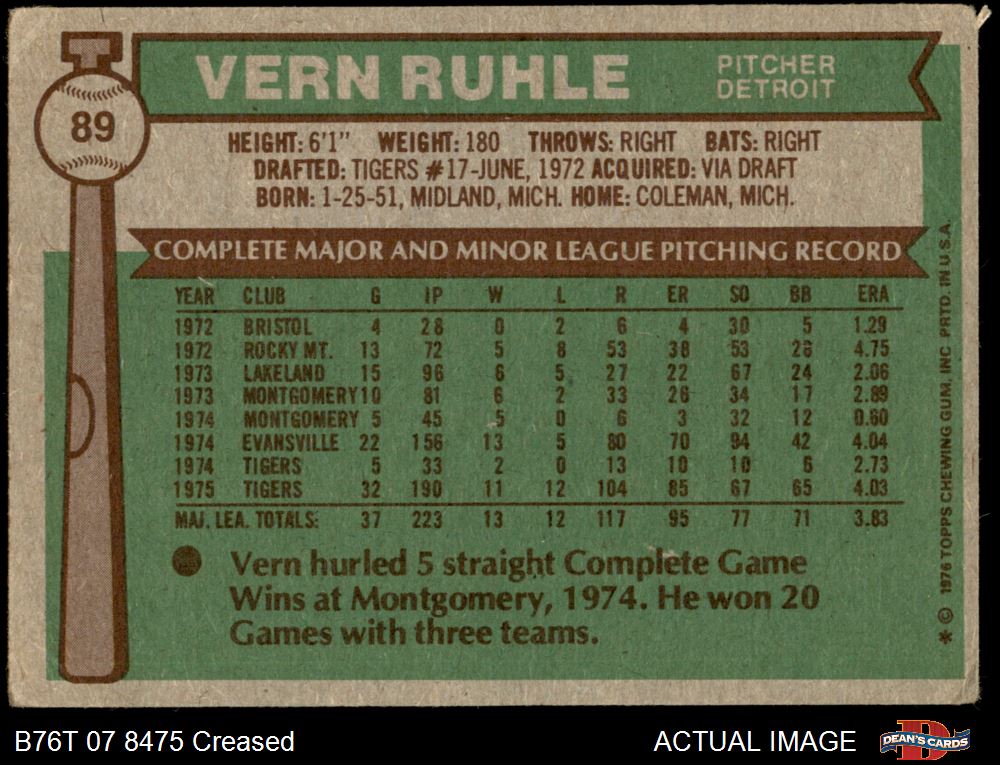 89
VERN RUHLE
PITCHER
DETROIT
HEIGHT: 6'1" WEIGHT: 180 THROWS: RIGHT BATS: RIGHT
DRAFTED: TIGERS #17-JUNE, 1972 ACQUIRED: VIA DRAFT
BORN: 1-25-51, MIDLAND, MICH. HOME: COLEMAN, MICH.
COMPLETE MAJOR AND MINOR LEAGUE PITCHING RECORD
YEAR CLUB G IP W L R ER SO BB ERA
1972 BRISTOL 4 28 0 2 6 4 30 5 1.29
1972 ROCKY MT. 13 72 5 8 53 38 53 28 4.75
1973 LAKELAND 15 96 6 5 27 22 67 24 2.06
1973 MONTGOMERY 10 81 6 2 33 26 34 17 2.89
1974 MONTGOMERY 5 45 5 0 6 3 32 12 0.60
1974 EVANSVILLE 22 156 13 5 80 70 94 42 4.04
1974 TIGERS 5 33 2 0 13 10 10 6 2.73
1975 TIGERS 32 190 11 12 104 85 67 65 4.03
MAJ. LEA. TOTALS: 37 223 13 12 117 95 77 71 3.83
Vern hurled 5 straight Complete Game
Wins at Montgomery, 1974. He won 20
Games with three teams.
* © 1976 TOPPS CHEWING GUM, INC PRTD. IN U.S.A.
B76T 07 8475 Creased
ACTUAL IMAGE
D
DEAN'S CARDS